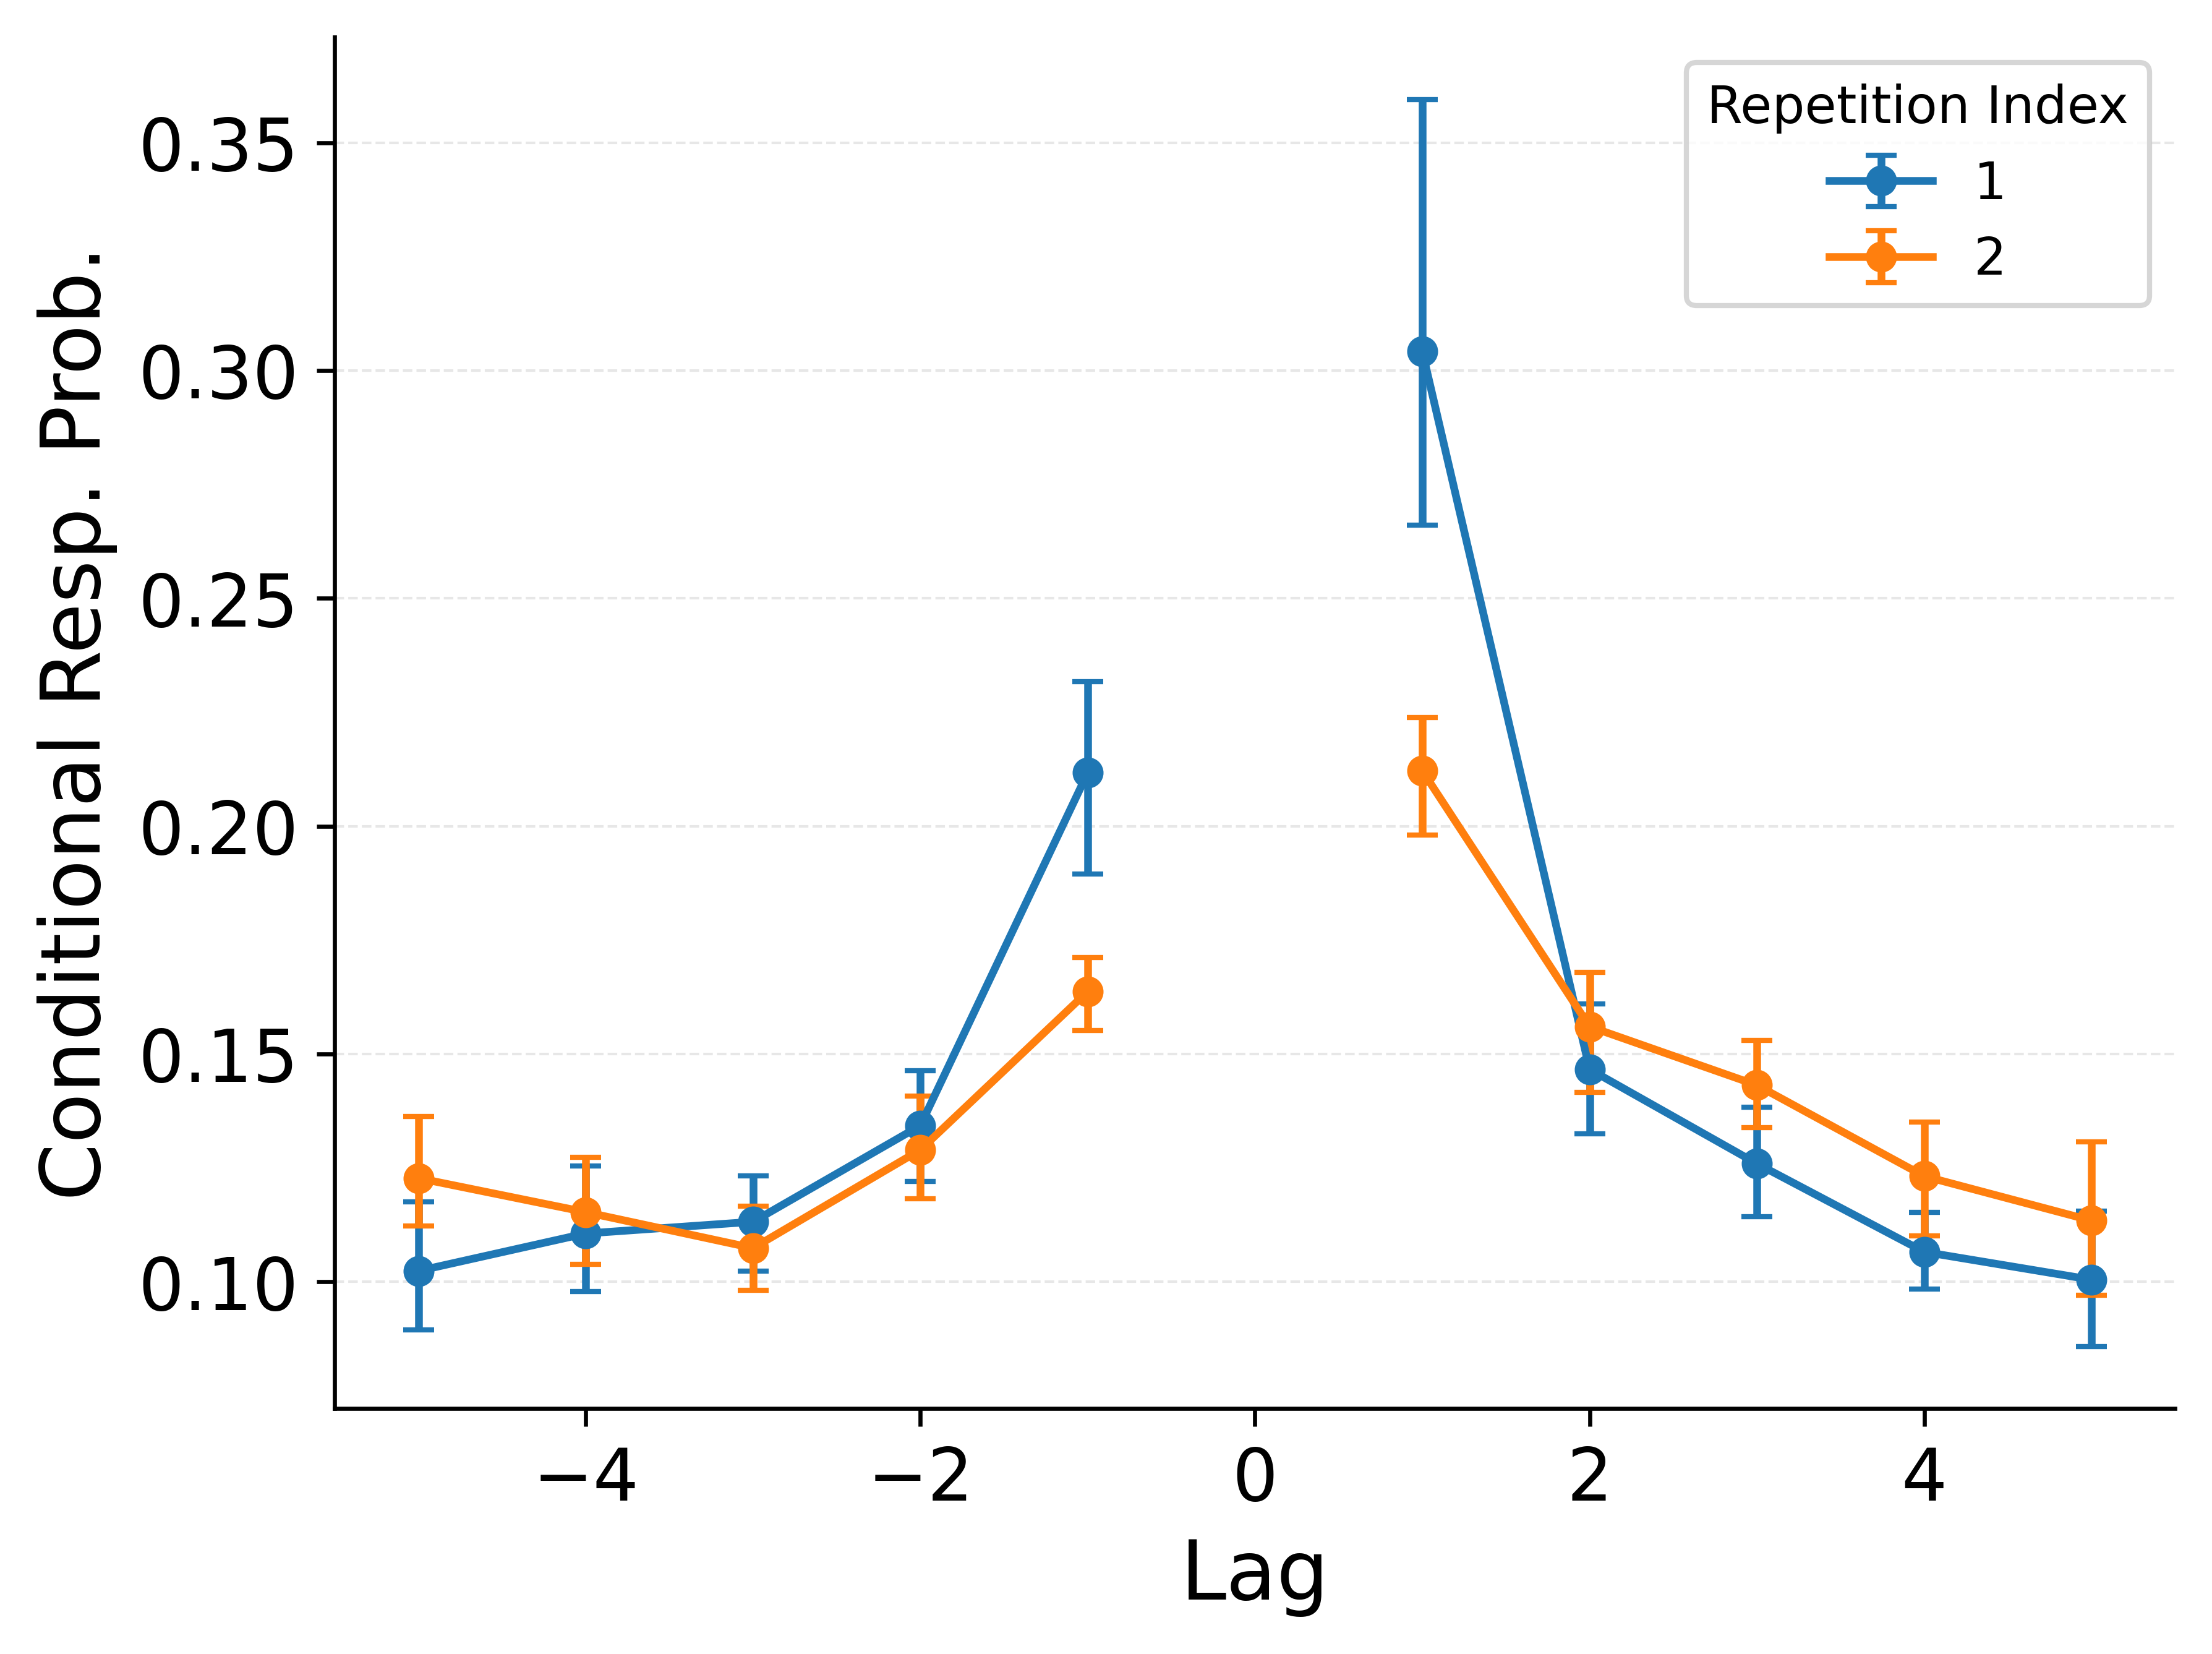 Repetition Index
1
2
Conditional Resp. Prob.
0.35
0.30
0.25
0.20
0.15
0.10
−4 −2 0 2 4
Lag